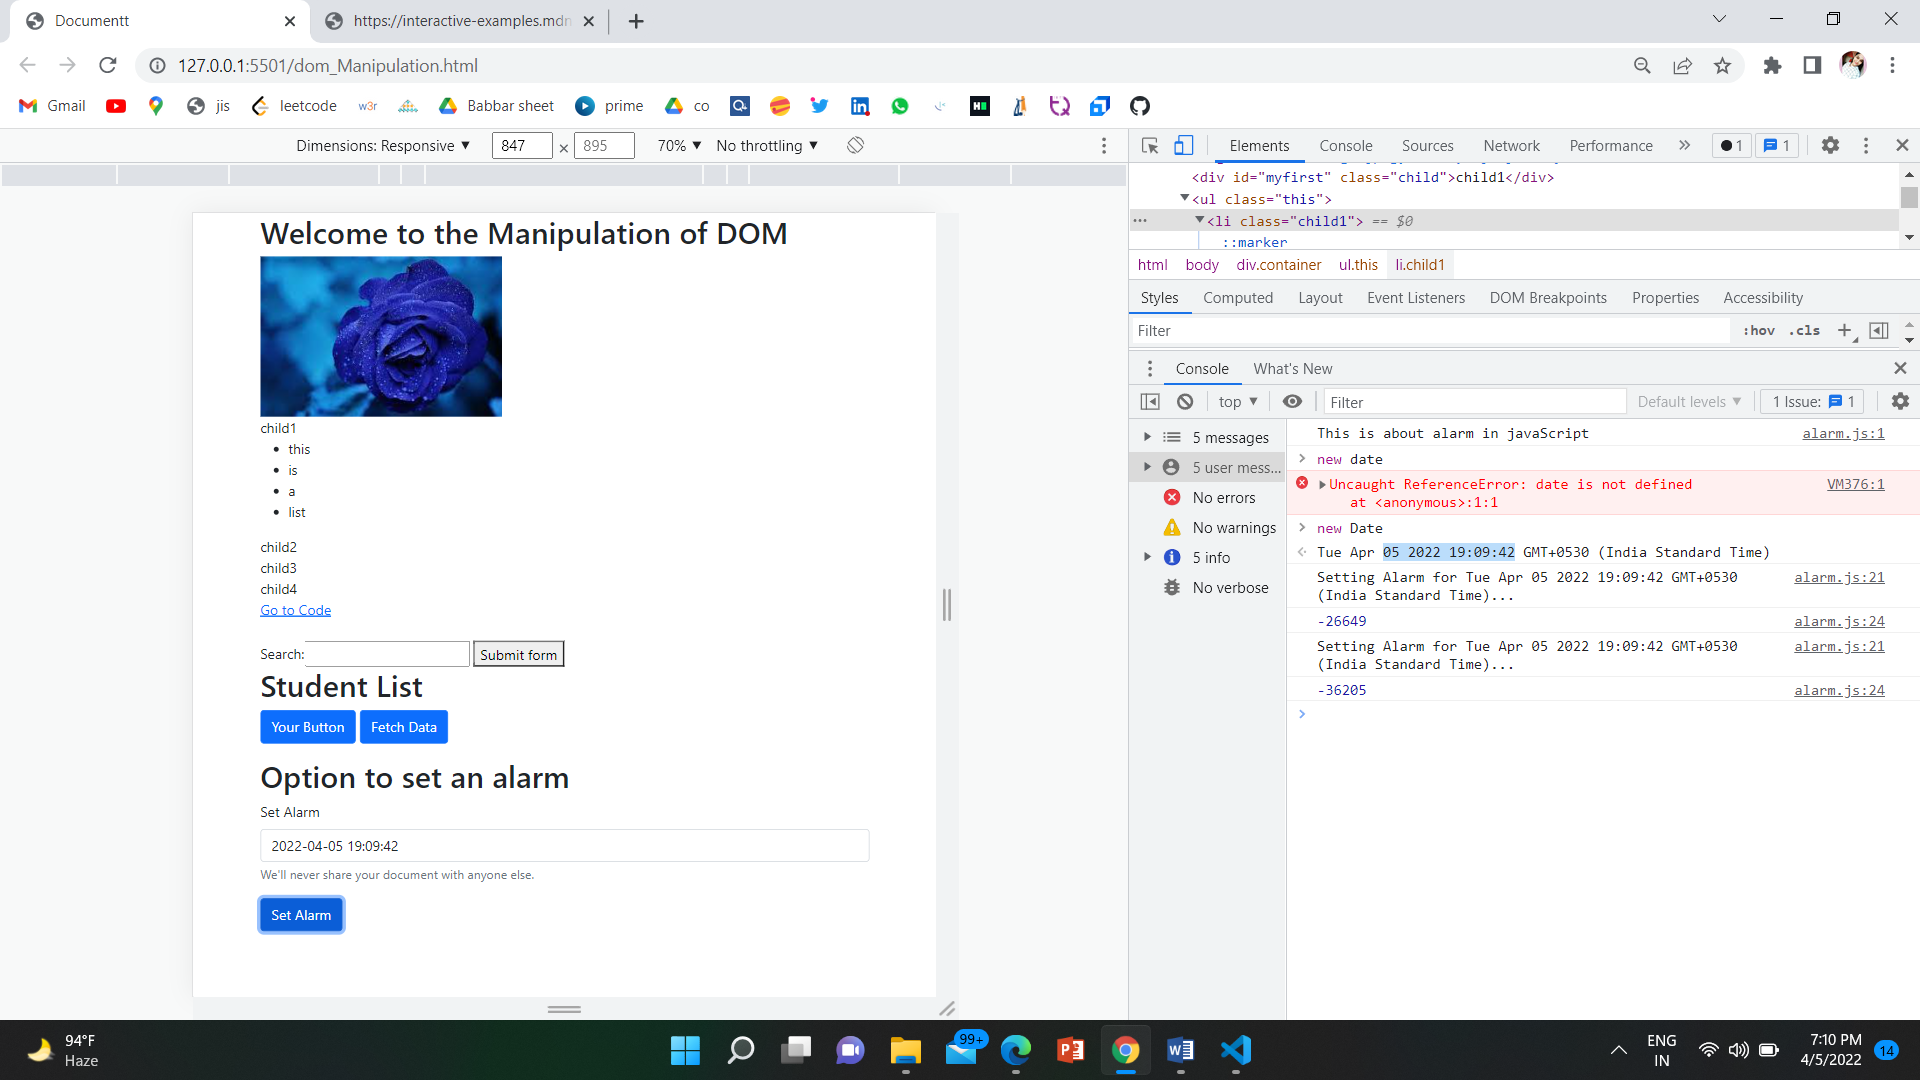 Documentt
https://interactive-examples.mdn
127.0.0.1:5501/dom_Manipulation.html
Gmail jis leetcode w3r Babbar sheet prime co
Dimensions: Responsive 847 × 895 70% No throttling
Elements Console Sources Network Performance 1 1
<div id="myfirst" class="child">child1</div>
<ul class="this">
<li class="child1"> == $0
::marker
html body div.container ul.this li.child1
Styles Computed Layout Event Listeners DOM Breakpoints Properties Accessibility
Filter :hov .cls
Console What's New
top Filter Default levels 1 Issue: 1
5 messages
5 user mess...
No errors
No warnings
5 info
No verbose
This is about alarm in javaScript alarm.js:1
new date
Uncaught ReferenceError: date is not defined VM376:1
at <anonymous>:1:1
new Date
Tue Apr 05 2022 19:09:42 GMT+0530 (India Standard Time)
Setting Alarm for Tue Apr 05 2022 19:09:42 GMT+0530 alarm.js:21
(India Standard Time)...
-26649 alarm.js:24
Setting Alarm for Tue Apr 05 2022 19:09:42 GMT+0530 alarm.js:21
(India Standard Time)...
-36205 alarm.js:24
Welcome to the Manipulation of DOM
child1
this
is
a
list
child2
child3
child4
Go to Code
Search: Submit form
Student List
Your Button Fetch Data
Option to set an alarm
Set Alarm
2022-04-05 19:09:42
We'll never share your document with anyone else.
Set Alarm
94°F
Haze
99+
ENG
IN
7:10 PM
4/5/2022
14